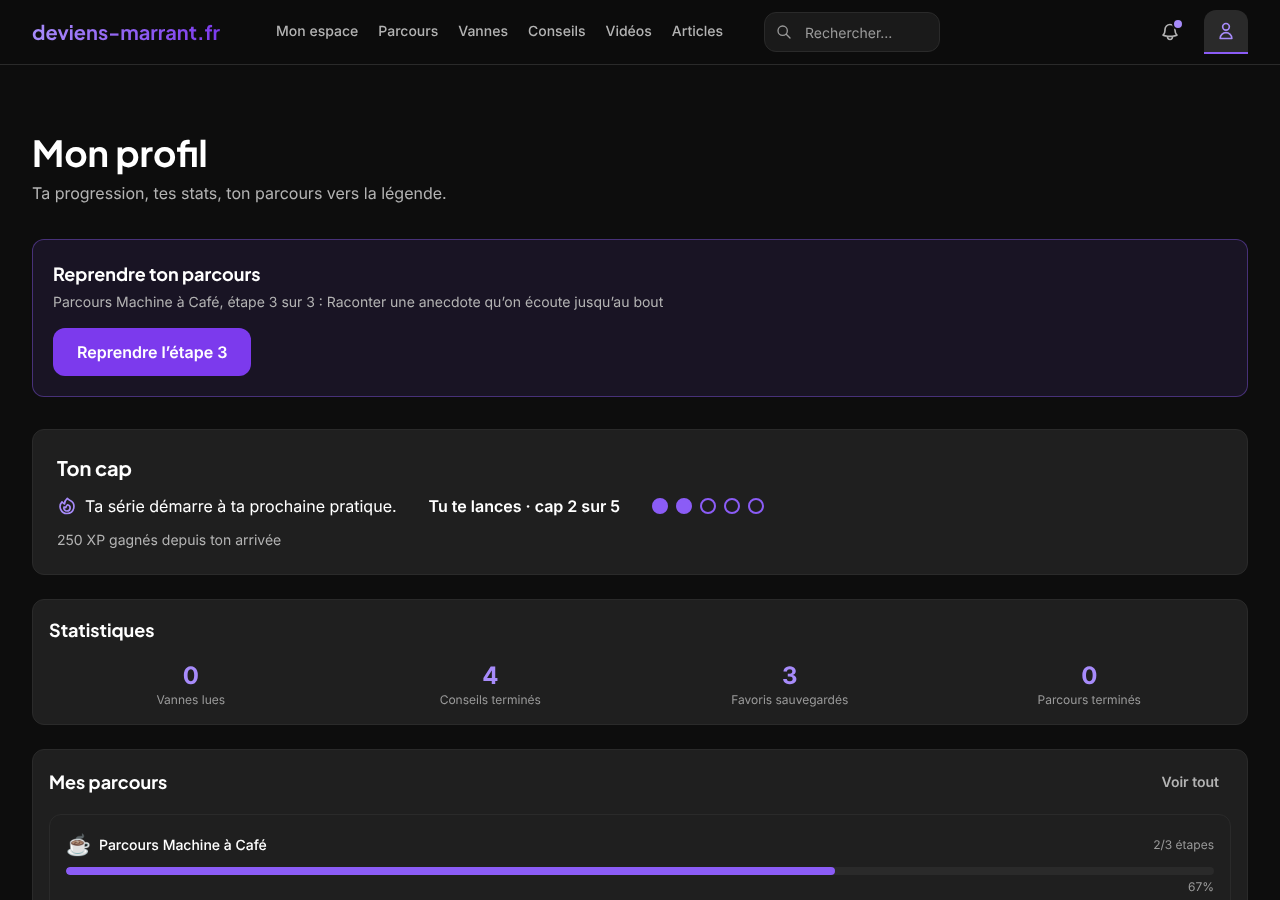 deviens-marrant.fr
Mon espace
Parcours
Vannes
Conseils
Vidéos
Articles
Rechercher...
Mon profil
Ta progression, tes stats, ton parcours vers la légende.
Reprendre ton parcours
Parcours Machine à Café, étape 3 sur 3 : Raconter une anecdote qu’on écoute jusqu’au bout
Reprendre l’étape 3
Ton cap
Ta série démarre à ta prochaine pratique.
Tu te lances · cap 2 sur 5
250 XP gagnés depuis ton arrivée
Statistiques
0
Vannes lues
4
Conseils terminés
3
Favoris sauvegardés
0
Parcours terminés
Mes parcours
Voir tout
Parcours Machine à Café
2/3 étapes
67%